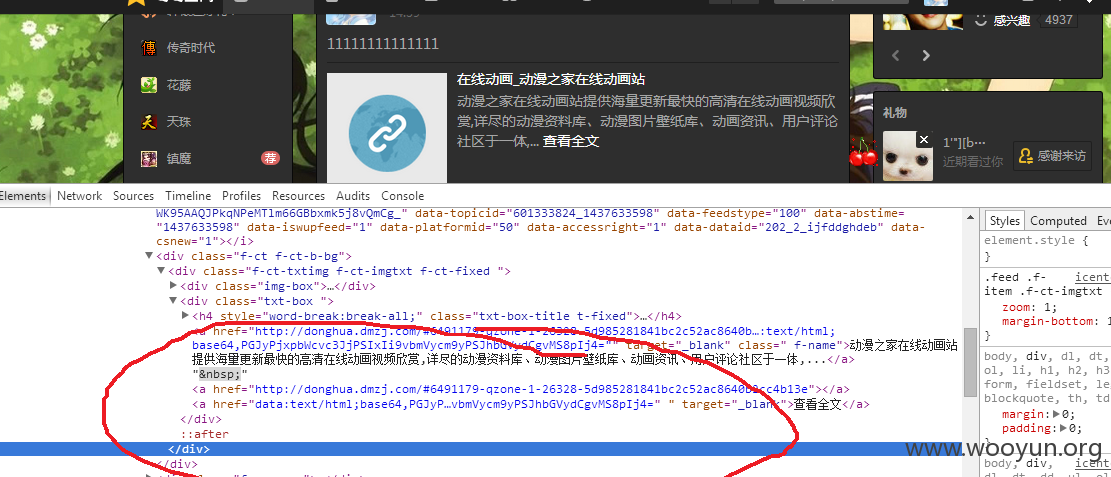 14:39
感兴趣 4937
传奇时代
花藤
天珠
镇魔 荐
11111111111111
在线动画_动漫之家在线动画站
动漫之家在线动画站提供海量更新最快的高清在线动画视频欣
赏,详尽的动漫资料库、动漫图片壁纸库、动画资讯、用户评论
社区于一体,... 查看全文
礼物
1'"][b···
近期看过你
感谢来访
Elements Network Sources Timeline Profiles Resources Audits Console
WK95AAQJPkqNPeMTlm66GBbxmk5j8vQmCg_" data-topicid="601333824_1437633598" data-feedstype="100" data-abstime=
"1437633598" data-iswupfeed="1" data-platformid="50" data-accessright="1" data-dataid="202_2_ijfddghdeb" data-
csnew="1"></i>
▼<div class="f-ct f-ct-b-bg">
▼<div class="f-ct-txtimg f-ct-imgtxt f-ct-fixed ">
▶<div class="img-box">…</div>
▼<div class="txt-box ">
▶<h4 style="word-break:break-all;" class="txt-box-title t-fixed">…</h4>
<a href="http://donghua.dmzj.com/#6491179-qzone-1-26328-5d985281841bc2c52ac8640b…:text/html;
base64,PGJyPjxpbWcvc3JjPSIxIi9vbmVycm9yPSJhbGVydCgvMS8pIj4=" " target="_blank" class=" f-name">动漫之家在线动画站
提供海量更新最快的高清在线动画视频欣赏,详尽的动漫资料库、动漫图片壁纸库、动画资讯、用户评论社区于一体,...</a>
"&nbsp;"
<a href="http://donghua.dmzj.com/#6491179-qzone-1-26328-5d985281841bc2c52ac8640b2cc4b13e"></a>
<a href="data:text/html;base64,PGJyP…vbmVycm9yPSJhbGVydCgvMS8pIj4=" " target="_blank">查看全文</a>
</div>
::after
</div>
</div>
Styles Computed Eve
element.style {
}
.feed .f- icent
item .f-ct-imgtxt
zoom: 1;
margin-bottom: 1
}
body, div, dl, dt,
ol, li, h1, h2, h3
form, fieldset, le
blockquote, th, td
margin:▶0;
padding:▶0;
}
www.wooyun.org
body, div, icent